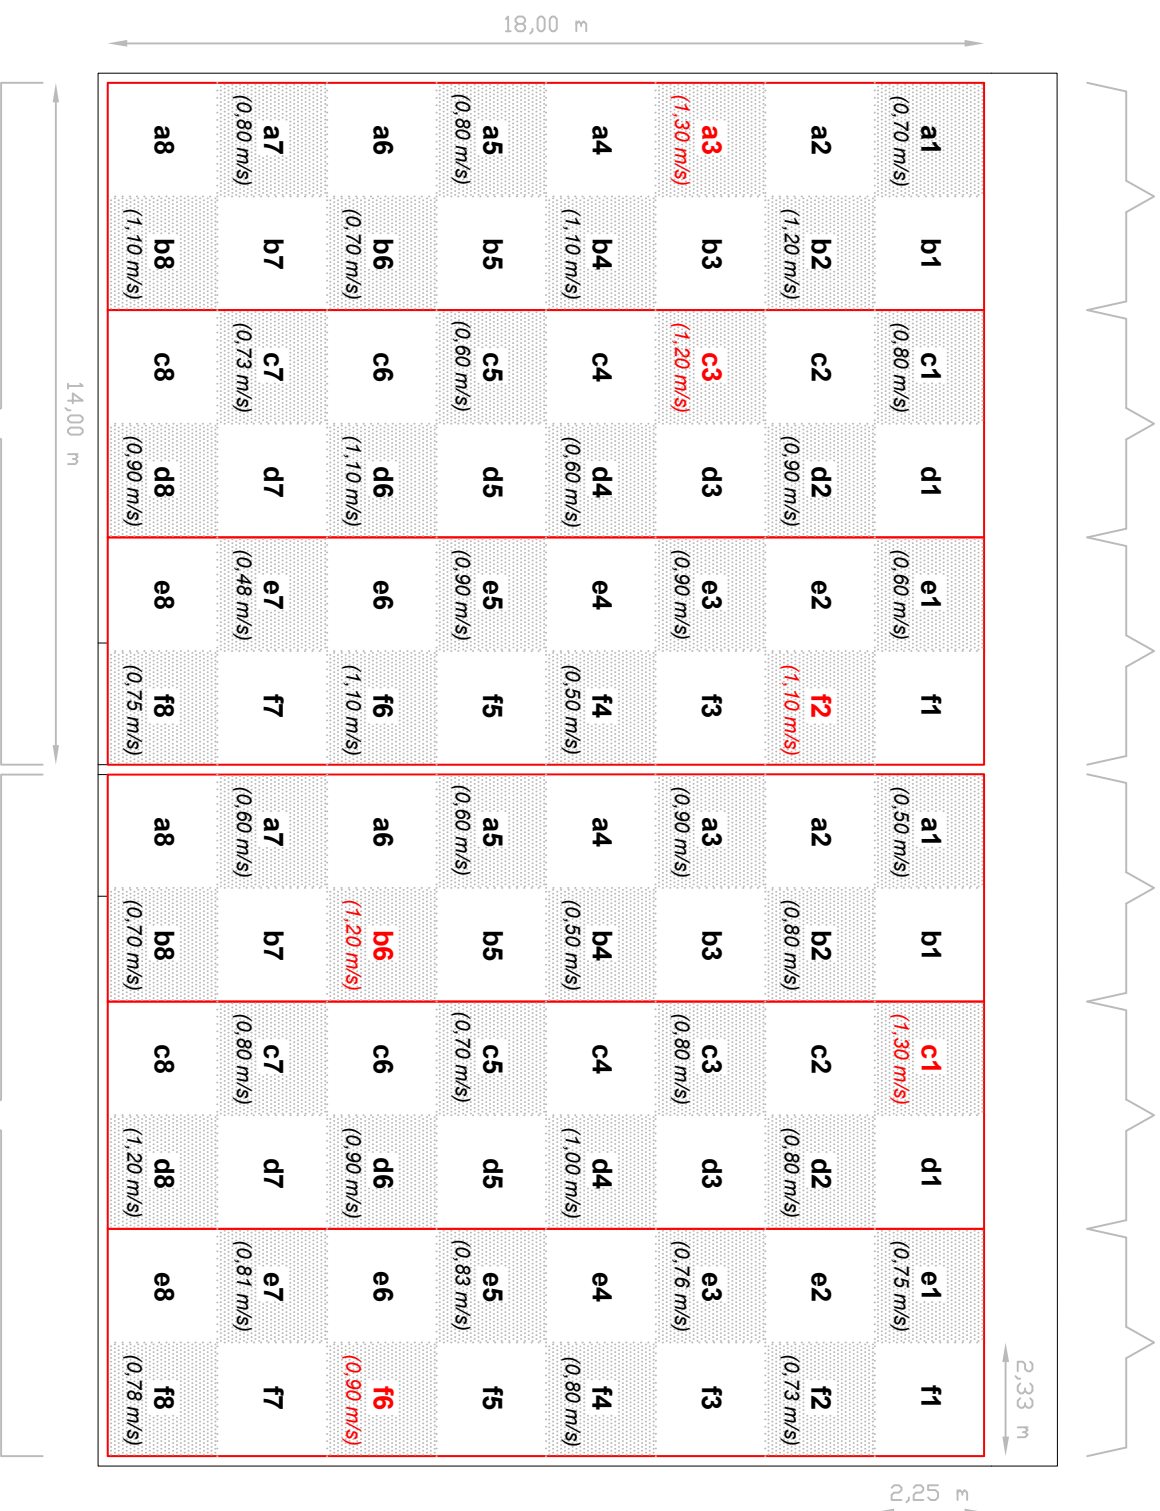 18,00 m
14,00 m
a8
a7
(0,80 m/s)
a6
a5
(0,80 m/s)
a4
a3
(1,30 m/s)
a2
a1
(0,70 m/s)
b8
(1,10 m/s)
b7
b6
(0,70 m/s)
b5
b4
(1,10 m/s)
b3
b2
(1,20 m/s)
b1
c8
c7
(0,73 m/s)
c6
c5
(0,60 m/s)
c4
c3
(1,20 m/s)
c2
c1
(0,80 m/s)
d8
(0,90 m/s)
d7
d6
(1,10 m/s)
d5
d4
(0,60 m/s)
d3
d2
(0,90 m/s)
d1
e8
e7
(0,48 m/s)
e6
e5
(0,90 m/s)
e4
e3
(0,90 m/s)
e2
e1
(0,60 m/s)
f8
(0,75 m/s)
f7
f6
(1,10 m/s)
f5
f4
(0,50 m/s)
f3
f2
(1,10 m/s)
f1
a8
a7
(0,60 m/s)
a6
a5
(0,60 m/s)
a4
a3
(0,90 m/s)
a2
a1
(0,50 m/s)
b8
(0,70 m/s)
b7
b6
(1,20 m/s)
b5
b4
(0,50 m/s)
b3
b2
(0,80 m/s)
b1
c8
c7
(0,80 m/s)
c6
c5
(0,70 m/s)
c4
c3
(0,80 m/s)
c2
c1
(1,30 m/s)
d8
(1,20 m/s)
d7
d6
(0,90 m/s)
d5
d4
(1,00 m/s)
d3
d2
(0,80 m/s)
d1
e8
e7
(0,81 m/s)
e6
e5
(0,83 m/s)
e4
e3
(0,76 m/s)
e2
e1
(0,75 m/s)
f8
(0,78 m/s)
f7
f6
(0,90 m/s)
f5
f4
(0,80 m/s)
f3
f2
(0,73 m/s)
f1
2,33 m
2,25 m